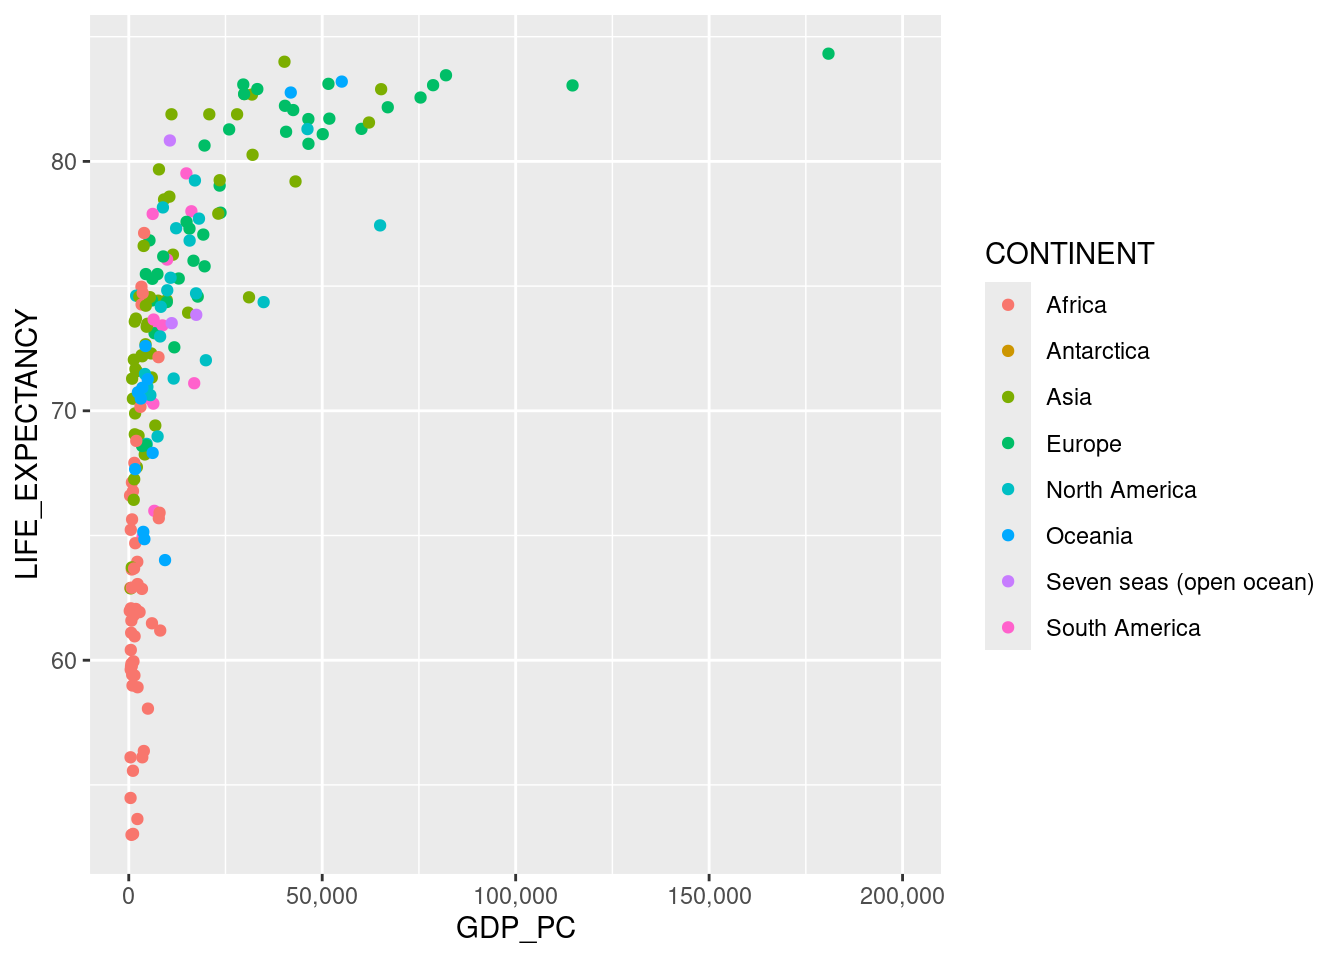 80
70
60
LIFE_EXPECTANCY
0
50,000
100,000
150,000
200,000
GDP_PC
CONTINENT
Africa
Antarctica
Asia
Europe
North America
Oceania
Seven seas (open ocean)
South America